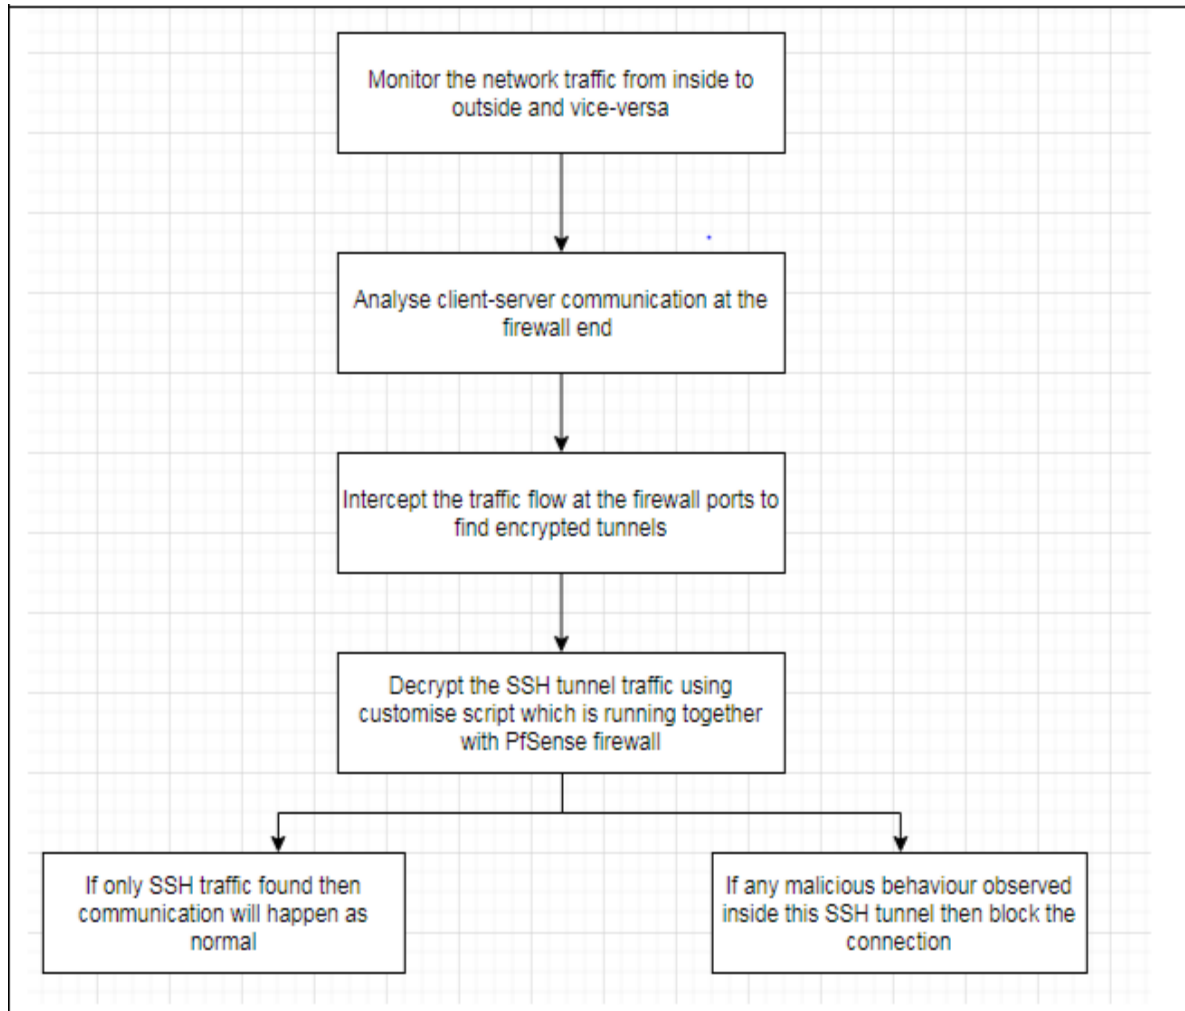 Monitor the network traffic from inside to
outside and vice-versa
Analyse client-server communication at the
firewall end
Intercept the traffic flow at the firewall ports to
find encrypted tunnels
Decrypt the SSH tunnel traffic using
customise script which is running together
with PfSense firewall
If only SSH traffic found then
communication will happen as
normal
If any malicious behaviour observed
inside this SSH tunnel then block the
connection